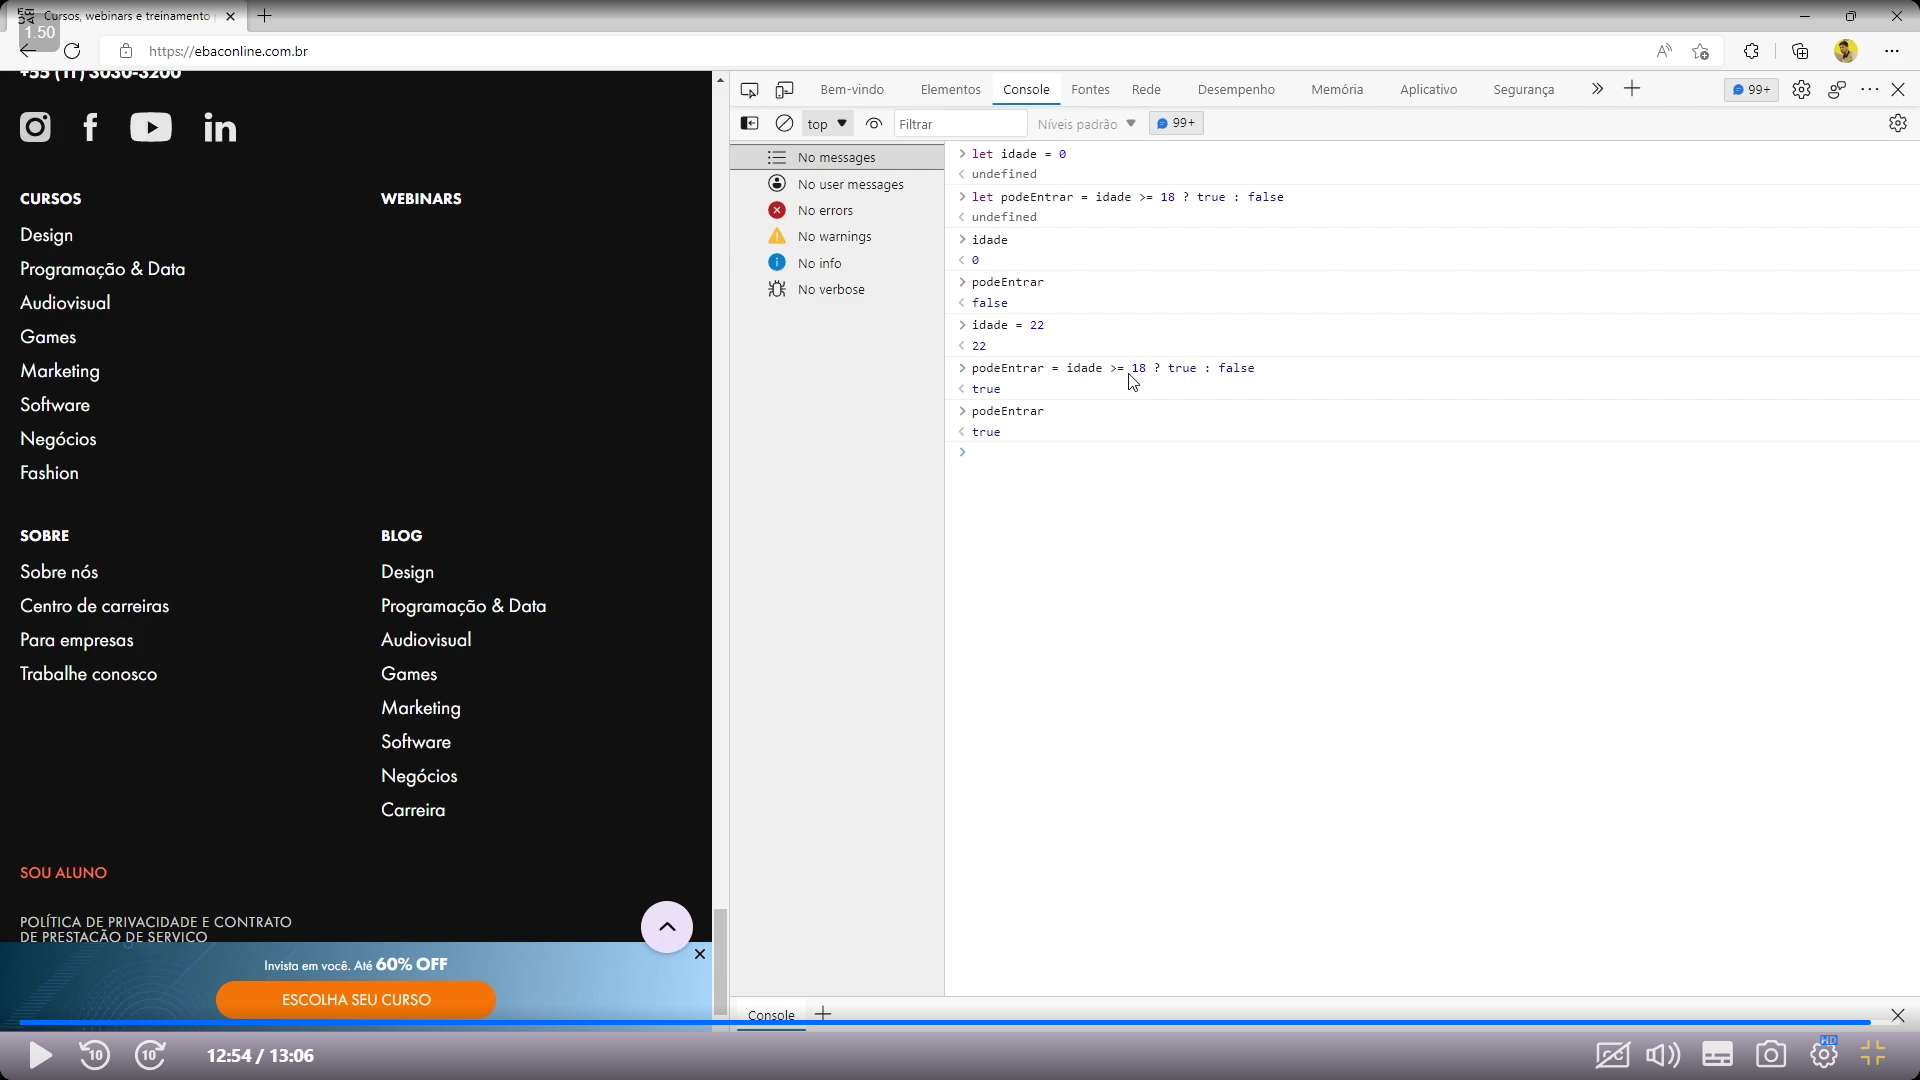 Cursos, webinars e treinamento
1.50
https://ebaconline.com.br
+55 (11) 3030-3200
CURSOS
Design
Programação & Data
Audiovisual
Games
Marketing
Software
Negócios
Fashion
WEBINARS
SOBRE
Sobre nós
Centro de carreiras
Para empresas
Trabalhe conosco
BLOG
Design
Programação & Data
Audiovisual
Games
Marketing
Software
Negócios
Carreira
SOU ALUNO
POLÍTICA DE PRIVACIDADE E CONTRATO
DE PRESTAÇÃO DE SERVIÇO
Invista em você. Até 60% OFF
ESCOLHA SEU CURSO
Bem-vindo Elementos Console Fontes Rede Desempenho Memória Aplicativo Segurança 99+
top Filtrar Níveis padrão 99+
No messages
No user messages
No errors
No warnings
No info
No verbose
> let idade = 0
< undefined
> let podeEntrar = idade >= 18 ? true : false
< undefined
> idade
< 0
> podeEntrar
< false
> idade = 22
< 22
> podeEntrar = idade >= 18 ? true : false
< true
> podeEntrar
< true
>
Console
10 10 12:54 / 13:06
HD